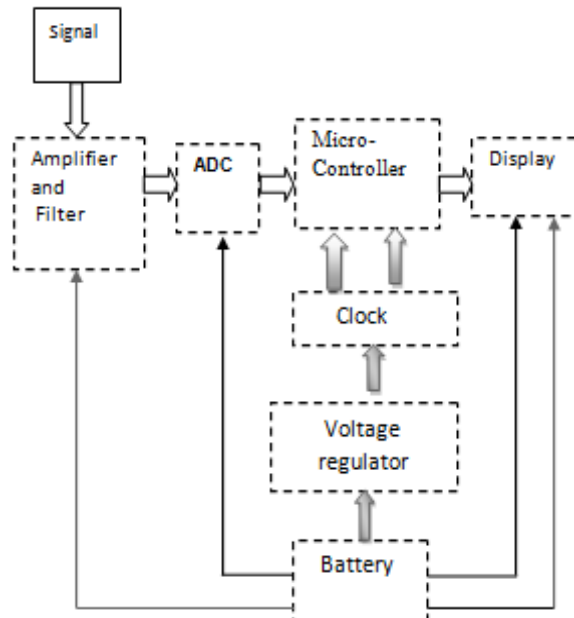 Signal
Amplifier
and
Filter
ADC
Micro-
Controller
Display
Clock
Voltage
regulator
Battery